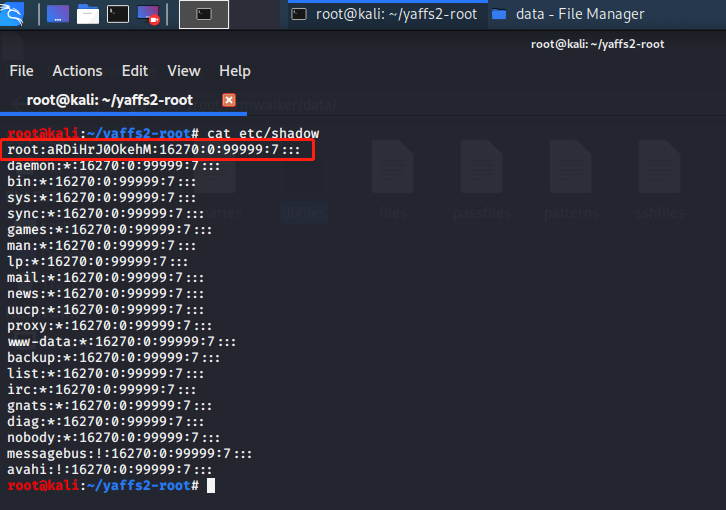 root@kali: ~/yaffs2-root
data - File Manager
root@kali: ~/yaffs2-root
File Actions Edit View Help
root@kali: ~/yaffs2-root
root@kali:~/yaffs2-root# cat etc/shadow
root:aRDiHrJ0OkehM:16270:0:99999:7:::
daemon:*:16270:0:99999:7:::
bin:*:16270:0:99999:7:::
sys:*:16270:0:99999:7:::
sync:*:16270:0:99999:7:::
games:*:16270:0:99999:7:::
man:*:16270:0:99999:7:::
lp:*:16270:0:99999:7:::
mail:*:16270:0:99999:7:::
news:*:16270:0:99999:7:::
uucp:*:16270:0:99999:7:::
proxy:*:16270:0:99999:7:::
www-data:*:16270:0:99999:7:::
backup:*:16270:0:99999:7:::
list:*:16270:0:99999:7:::
irc:*:16270:0:99999:7:::
gnats:*:16270:0:99999:7:::
diag:*:16270:0:99999:7:::
nobody:*:16270:0:99999:7:::
messagebus:!:16270:0:99999:7:::
avahi:!:16270:0:99999:7:::
root@kali:~/yaffs2-root#
files passfiles patterns sshfiles